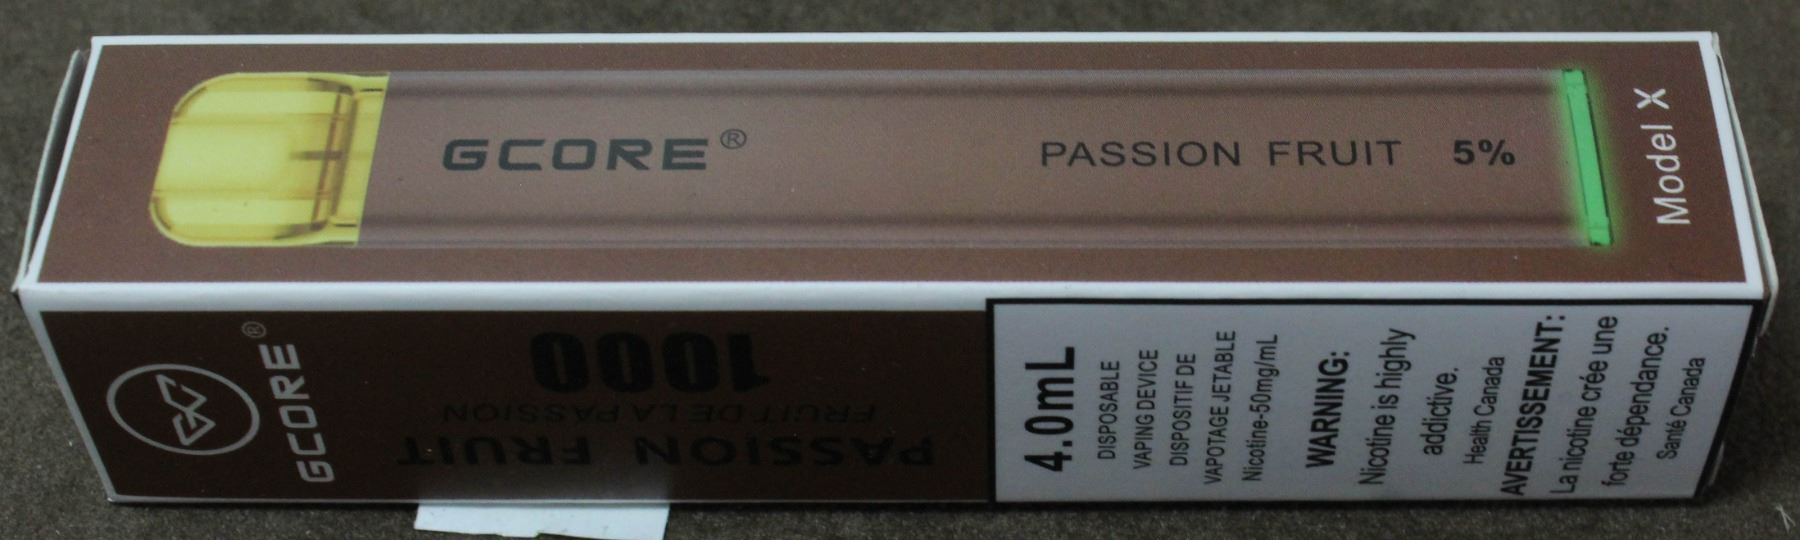 GCORE®
PASSION FRUIT 5%
Model X
GCORE®
PASSION FRUIT
FRUIT DE LA PASSION
1000
4.0mL
DISPOSABLE
VAPING DEVICE
DISPOSITIF DE
VAPOTAGE JETABLE
Nicotine-50mg/mL
WARNING:
Nicotine is highly
addictive.
Health Canada
AVERTISSEMENT:
La nicotine crée une
forte dépendance.
Santé Canada